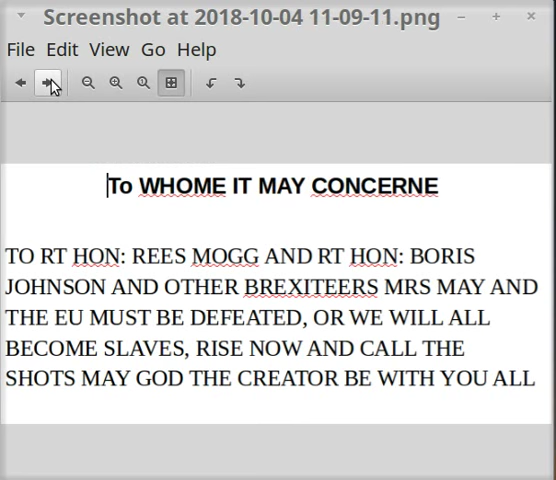 Screenshot at 2018-10-04 11-09-11.png
File Edit View Go Help
To WHOME IT MAY CONCERNE
TO RT HON: REES MOGG AND RT HON: BORIS
JOHNSON AND OTHER BREXITEERS MRS MAY AND
THE EU MUST BE DEFEATED, OR WE WILL ALL
BECOME SLAVES, RISE NOW AND CALL THE
SHOTS MAY GOD THE CREATOR BE WITH YOU ALL